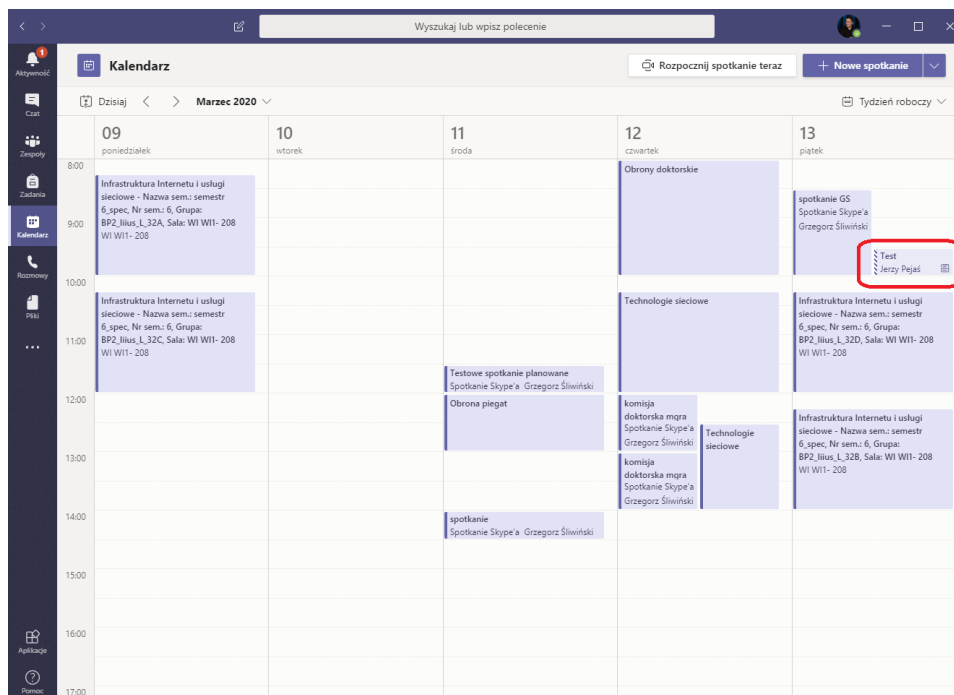 Wyszukaj lub wpisz polecenie
1
Aktywność
Czat
Zespoły
Zadania
Kalendarz
Rozmowy
Pliki
Aplikacje
Pomoc
Kalendarz
Rozpocznij spotkanie teraz
+ Nowe spotkanie
Dzisiaj
Marzec 2020
Tydzień roboczy
09
poniedziałek
10
wtorek
11
środa
12
czwartek
13
piątek
8:00
9:00
10:00
11:00
12:00
13:00
14:00
15:00
16:00
17:00
Infrastruktura Internetu i usługi
sieciowe - Nazwa sem.: semestr
6_spec, Nr sem.: 6, Grupa:
BP2_Iiius_L_32A, Sala: WI WI1- 208
WI WI1- 208
Infrastruktura Internetu i usługi
sieciowe - Nazwa sem.: semestr
6_spec, Nr sem.: 6, Grupa:
BP2_Iiius_L_32C, Sala: WI WI1- 208
WI WI1- 208
Testowe spotkanie planowane
Spotkanie Skype'a Grzegorz Śliwiński
Obrona piegat
spotkanie
Spotkanie Skype'a Grzegorz Śliwiński
Obrony doktorskie
Technologie sieciowe
komisja
doktorska mgra
Spotkanie Skype'a
Grzegorz Śliwiński
Technologie
sieciowe
komisja
doktorska mgra
Spotkanie Skype'a
Grzegorz Śliwiński
spotkanie GS
Spotkanie Skype'a
Grzegorz Śliwiński
Test
Jerzy Pejaś
Infrastruktura Internetu i usługi
sieciowe - Nazwa sem.: semestr
6_spec, Nr sem.: 6, Grupa:
BP2_Iiius_L_32D, Sala: WI WI1- 208
WI WI1- 208
Infrastruktura Internetu i usługi
sieciowe - Nazwa sem.: semestr
6_spec, Nr sem.: 6, Grupa:
BP2_Iiius_L_32B, Sala: WI WI1- 208
WI WI1- 208